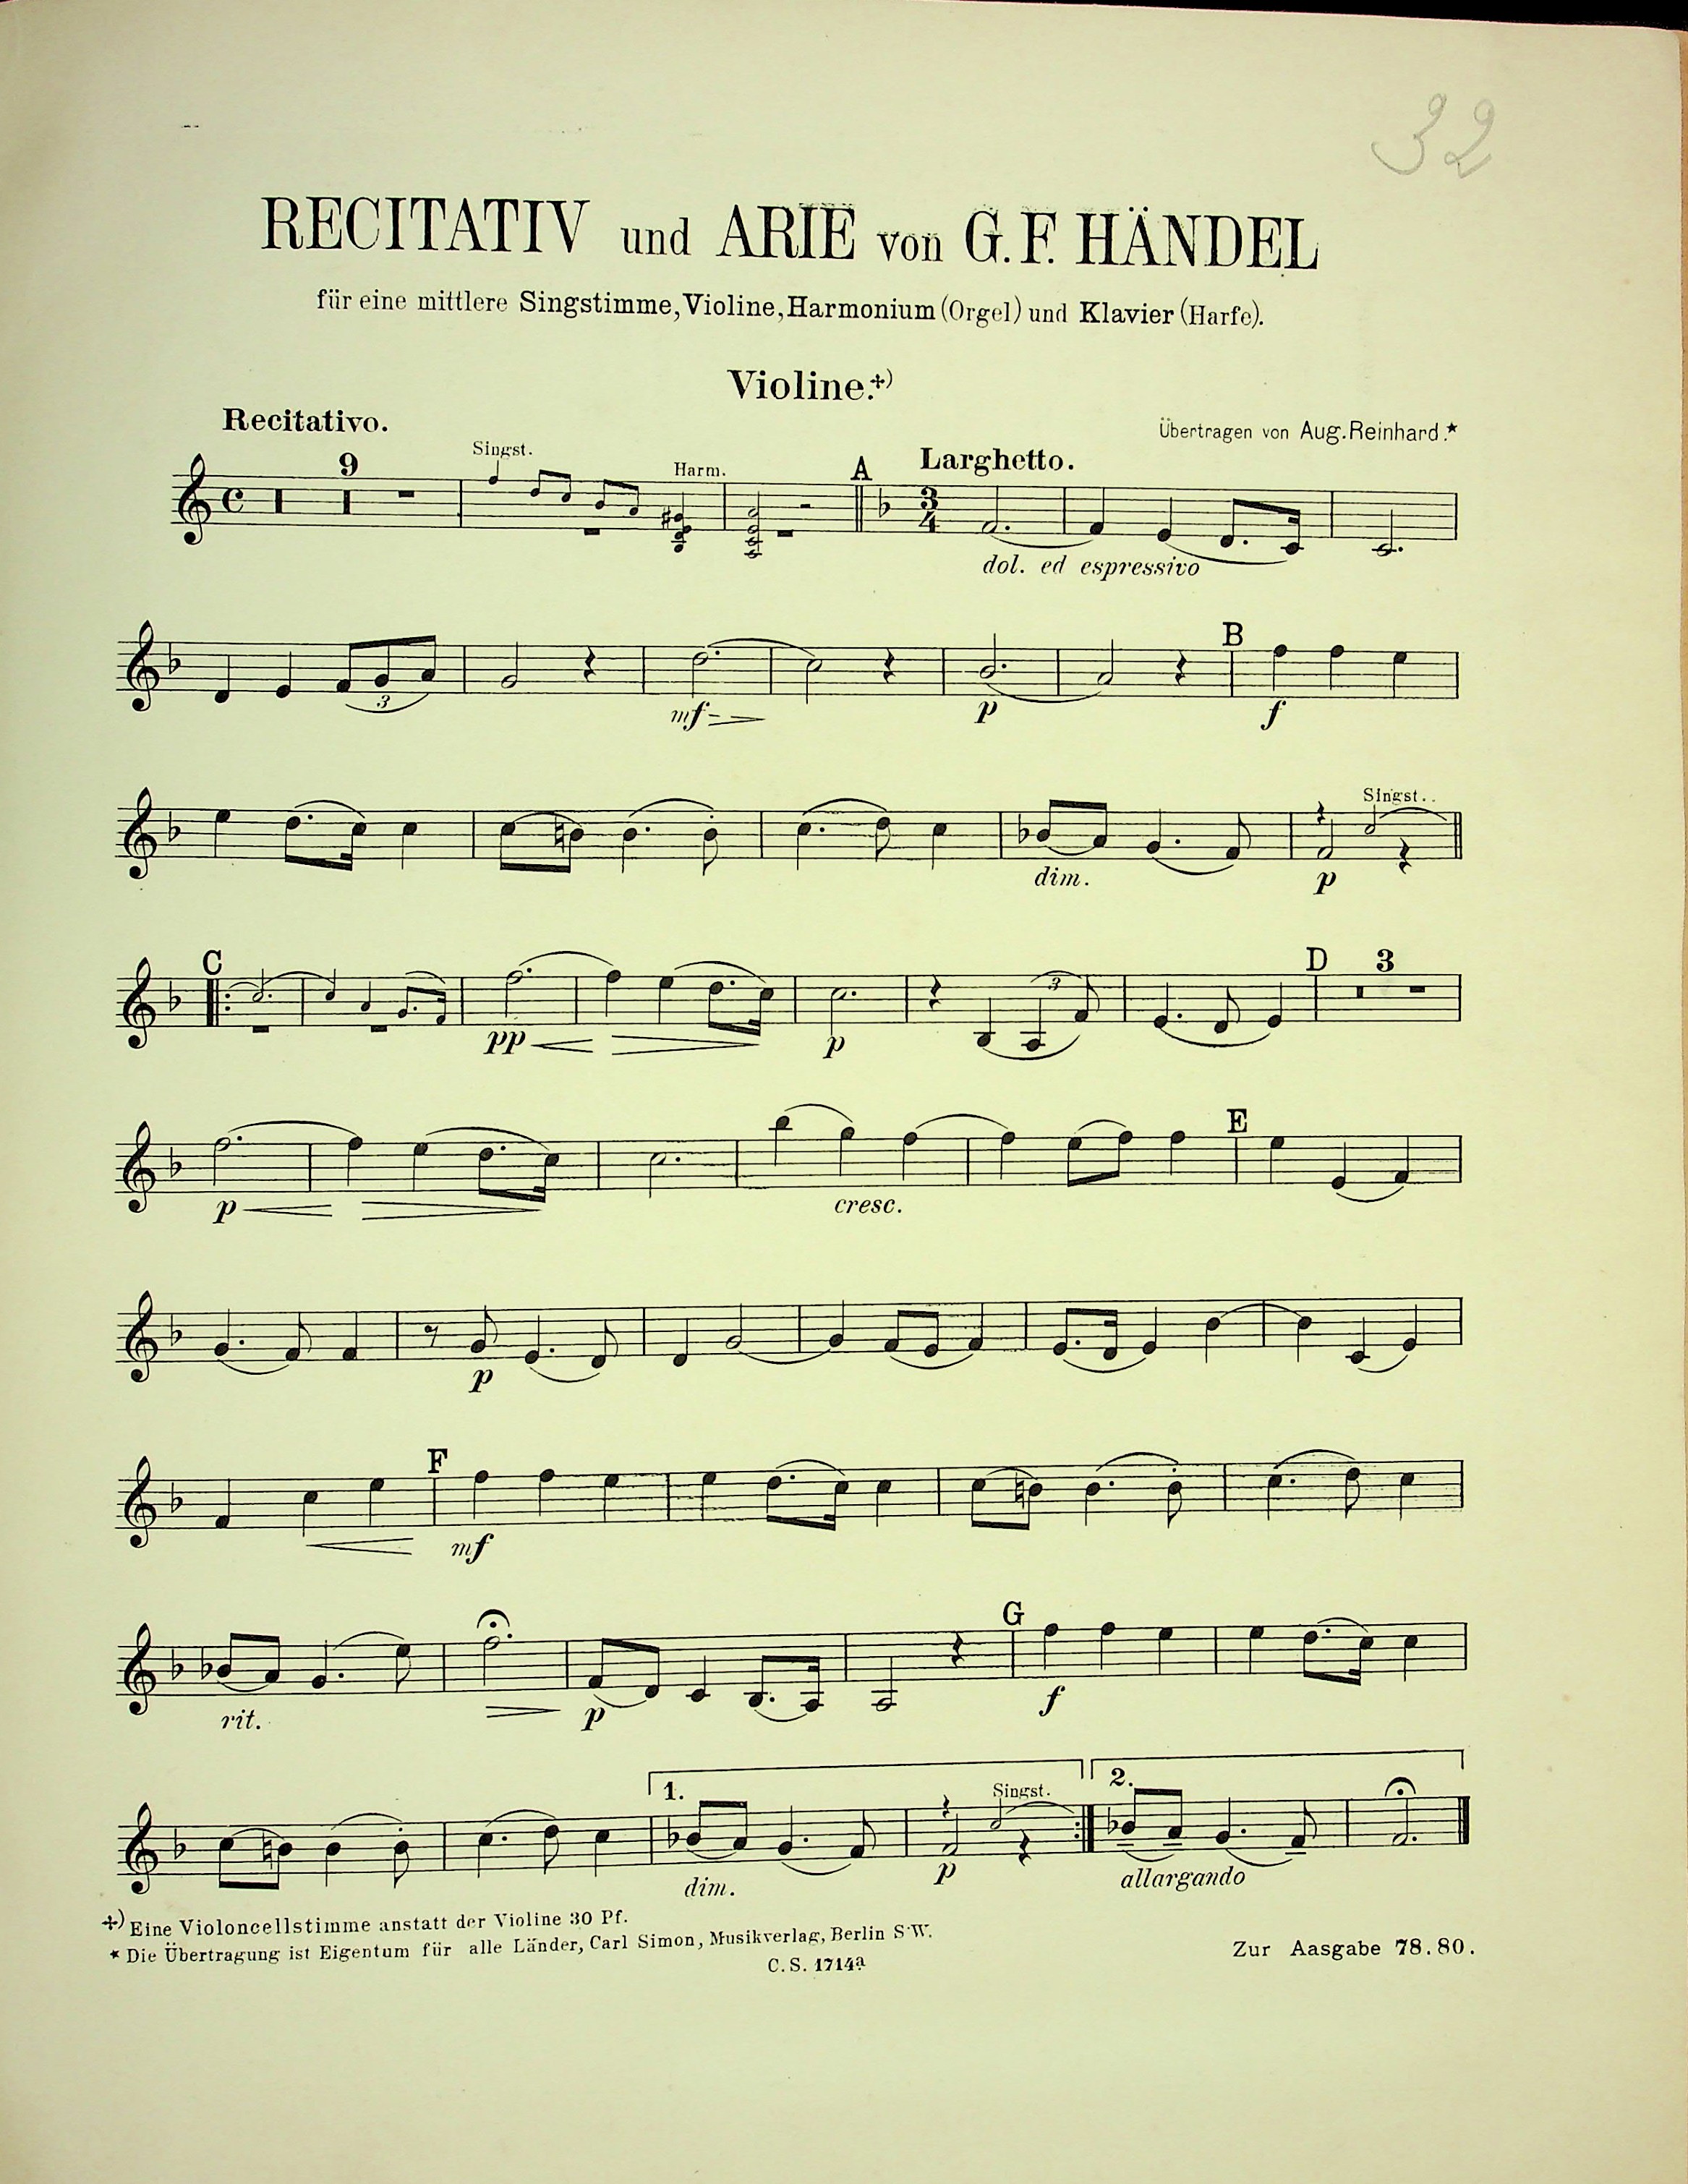 32
RECITATIV und ARIE von G. F. HÄNDEL
für eine mittlere Singstimme, Violine, Harmonium (Orgel) und Klavier (Harfe).
Violine.+)
Recitativo.
Übertragen von Aug. Reinhard.*
9 Singst. Harm. A Larghetto.
dol. ed espressivo
3 mf p B f
dim. Singst. p
C pp p 3 D 3
p cresc. E
p
F mf
rit. p G f
1. dim. p Singst. 2. allargando
+) Eine Violoncellstimme anstatt der Violine 30 Pf.
* Die Übertragung ist Eigentum für alle Länder, Carl Simon, Musikverlag, Berlin S.W.
C. S. 1714a
Zur Aasgabe 78. 80.